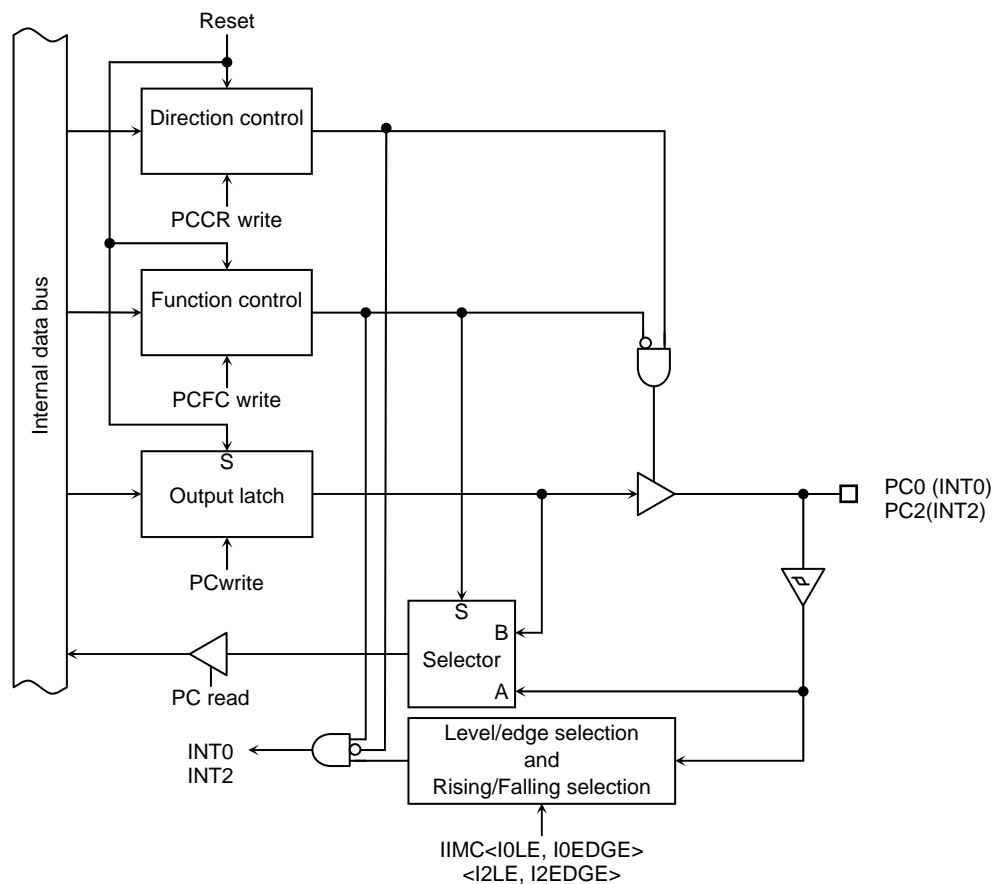 Reset
Direction control
PCCR write
Internal data bus
Function control
PCFC write
S
Output latch
PCwrite
PC0 (INT0)
PC2(INT2)
S
B
Selector
A
PC read
INT0
INT2
Level/edge selection
and
Rising/Falling selection
IIMC<I0LE, I0EDGE>
<I2LE, I2EDGE>